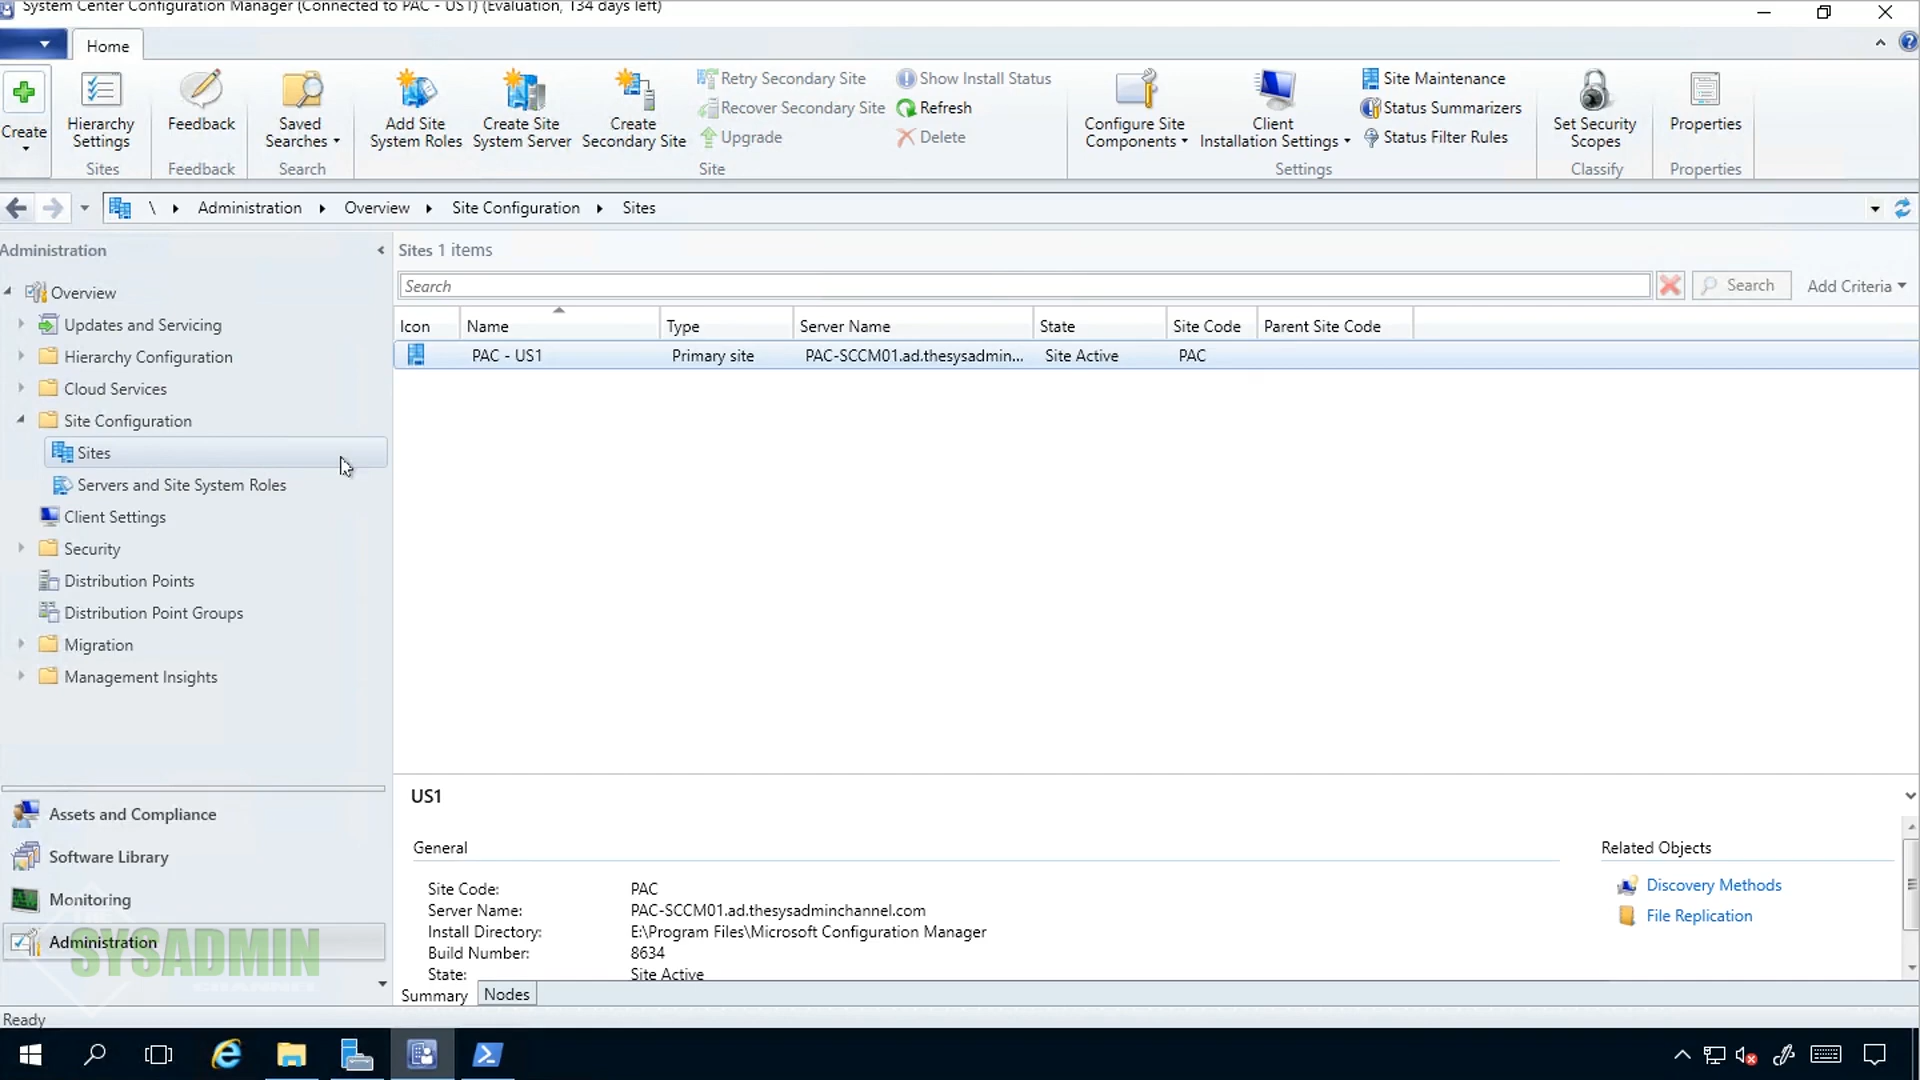 System Center Configuration Manager (Connected to PAC - US1) (Evaluation, 134 days left)
Home
Create
Hierarchy Settings
Sites
Feedback
Feedback
Saved Searches
Search
Add Site System Roles
Create Site System Server
Create Secondary Site
Retry Secondary Site
Recover Secondary Site
Upgrade
Show Install Status
Refresh
Delete
Site
Configure Site Components
Client Installation Settings
Site Maintenance
Status Summarizers
Status Filter Rules
Settings
Set Security Scopes
Classify
Properties
Properties
\ Administration Overview Site Configuration Sites
Administration
Overview
Updates and Servicing
Hierarchy Configuration
Cloud Services
Site Configuration
Sites
Servers and Site System Roles
Client Settings
Security
Distribution Points
Distribution Point Groups
Migration
Management Insights
Assets and Compliance
Software Library
Monitoring
Administration
THE
SYSADMIN
CHANNEL
Sites 1 items
Search
Search
Add Criteria
Icon Name Type Server Name State Site Code Parent Site Code
PAC - US1 Primary site PAC-SCCM01.ad.thesysadmin... Site Active PAC
US1
General
Site Code: PAC
Server Name: PAC-SCCM01.ad.thesysadminchannel.com
Install Directory: E:\Program Files\Microsoft Configuration Manager
Build Number: 8634
State: Site Active
Related Objects
Discovery Methods
File Replication
Summary Nodes
Ready